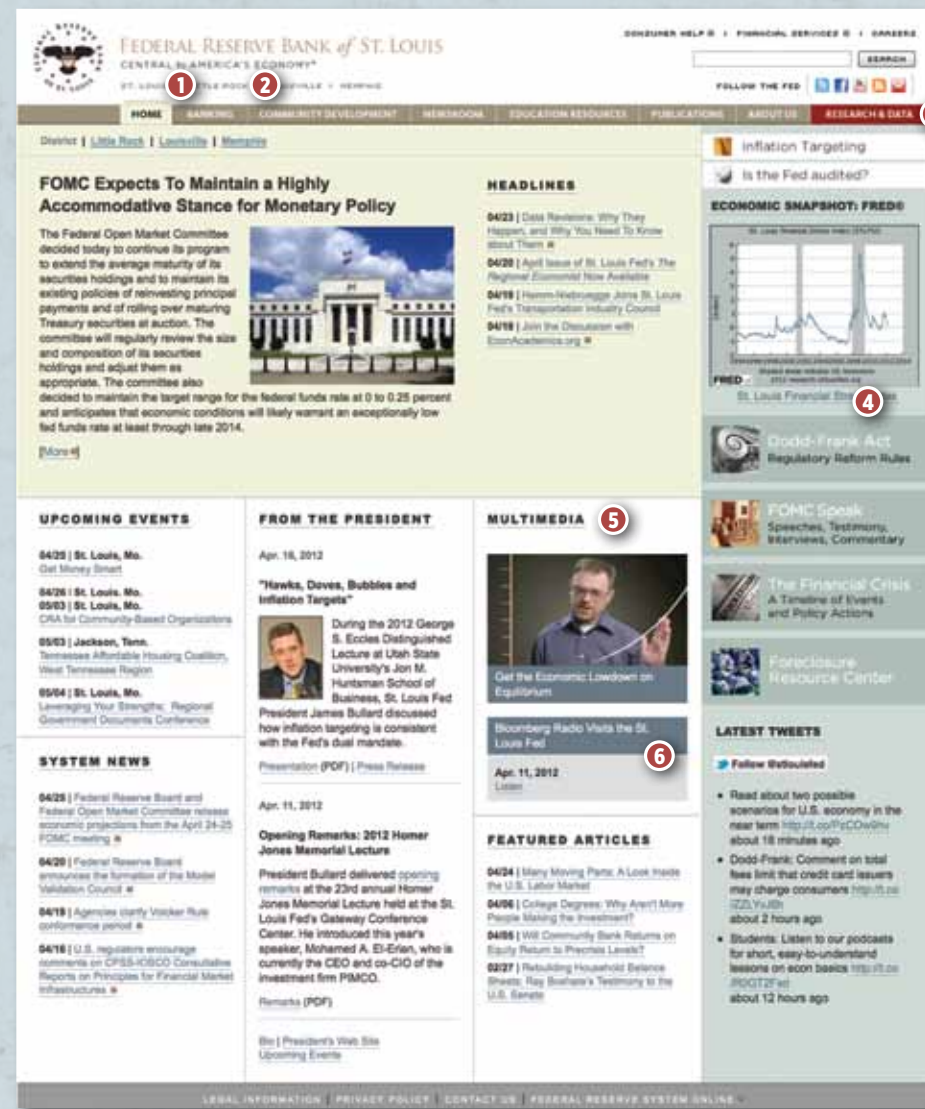 FEDERAL RESERVE BANK of ST. LOUIS
CENTRAL to AMERICA'S ECONOMY®
CONSUMER HELP | FINANCIAL SERVICES | CAREERS
SEARCH
FOLLOW THE FED
1
2
HOME BANKING COMMUNITY DEVELOPMENT NEWSROOM EDUCATION RESOURCES PUBLICATIONS ABOUT US RESEARCH & DATA
District | Little Rock | Louisville | Memphis
FOMC Expects To Maintain a Highly
Accommodative Stance for Monetary Policy
The Federal Open Market Committee
decided today to continue its program
to extend the average maturity of its
securities holdings and to maintain its
existing policies of reinvesting principal
payments and of rolling over maturing
Treasury securities at auction. The
committee will regularly review the size
and composition of its securities
holdings and adjust them as
appropriate. The committee also
decided to maintain the target range for the federal funds rate at 0 to 0.25 percent
and anticipates that economic conditions will likely warrant an exceptionally low
fed funds rate at least through late 2014.
[More]
HEADLINES
04/23 | Data Revisions: Why They
Happen, and Why You Need To Know
about Them
04/20 | April Issue of St. Louis Fed's The
Regional Economist Now Available
04/19 | Hamm-Niebruegge Joins St. Louis
Fed's Transportation Industry Council
04/18 | Join the Discussion with
EconAcademics.org
Inflation Targeting
Is the Fed audited?
ECONOMIC SNAPSHOT: FRED®
FRED
St. Louis Financial
4
Dodd-Frank Act
Regulatory Reform Rules
FOMC Speak
Speeches, Testimony,
Interviews, Commentary
The Financial Crisis
A Timeline of Events
and Policy Actions
Foreclosure
Resource Center
UPCOMING EVENTS
04/25 | St. Louis, Mo.
Get Money Smart
04/26 | St. Louis. Mo.
05/03 | St. Louis, Mo.
CRA for Community-Based Organizations
05/03 | Jackson, Tenn.
Tennessee Affordable Housing Coalition,
West Tennessee Region
05/04 | St. Louis, Mo.
Leveraging Your Strengths: Regional
Government Documents Conference
SYSTEM NEWS
04/25 | Federal Reserve Board and
Federal Open Market Committee release
economic projections from the April 24-25
FOMC meeting
04/20 | Federal Reserve Board
announces the formation of the Model
Validation Council
04/19 | Agencies clarify Volcker Rule
conformance period
04/16 | U.S. regulators encourage
comments on CPSS-IOSCO Consultative
Reports on Principles for Financial Market
Infrastructures
FROM THE PRESIDENT
Apr. 16, 2012
"Hawks, Doves, Bubbles and
Inflation Targets"
During the 2012 George
S. Eccles Distinguished
Lecture at Utah State
University's Jon M.
Huntsman School of
Business, St. Louis Fed
President James Bullard discussed
how inflation targeting is consistent
with the Fed's dual mandate.
Presentation (PDF) | Press Release
Apr. 11, 2012
Opening Remarks: 2012 Homer
Jones Memorial Lecture
President Bullard delivered opening
remarks at the 23rd annual Homer
Jones Memorial Lecture held at the St.
Louis Fed's Gateway Conference
Center. He introduced this year's
speaker, Mohamed A. El-Erian, who is
currently the CEO and co-CIO of the
investment firm PIMCO.
Remarks (PDF)
Bio | President's Web Site
Upcoming Events
MULTIMEDIA
5
Get the Economic Lowdown on
Equilibrium
Bloomberg Radio Visits the St.
Louis Fed
6
Apr. 11, 2012
Listen
FEATURED ARTICLES
04/24 | Many Moving Parts: A Look Inside
the U.S. Labor Market
04/06 | College Degrees: Why Aren't More
People Making the Investment?
04/05 | Will Community Bank Returns on
Equity Return to Precrisis Levels?
02/27 | Rebuilding Household Balance
Sheets: Ray Boshara's Testimony to the
U.S. Senate
LATEST TWEETS
Follow @stlouisfed
Read about two possible
scenarios for U.S. economy in the
near term
about 18 minutes ago
Dodd-Frank: Comment on total
fees limit that credit card issuers
may charge consumers
about 2 hours ago
Students: Listen to our podcasts
for short, easy-to-understand
lessons on econ basics
about 12 hours ago
LEGAL INFORMATION | PRIVACY POLICY | CONTACT US | FEDERAL RESERVE SYSTEM ONLINE